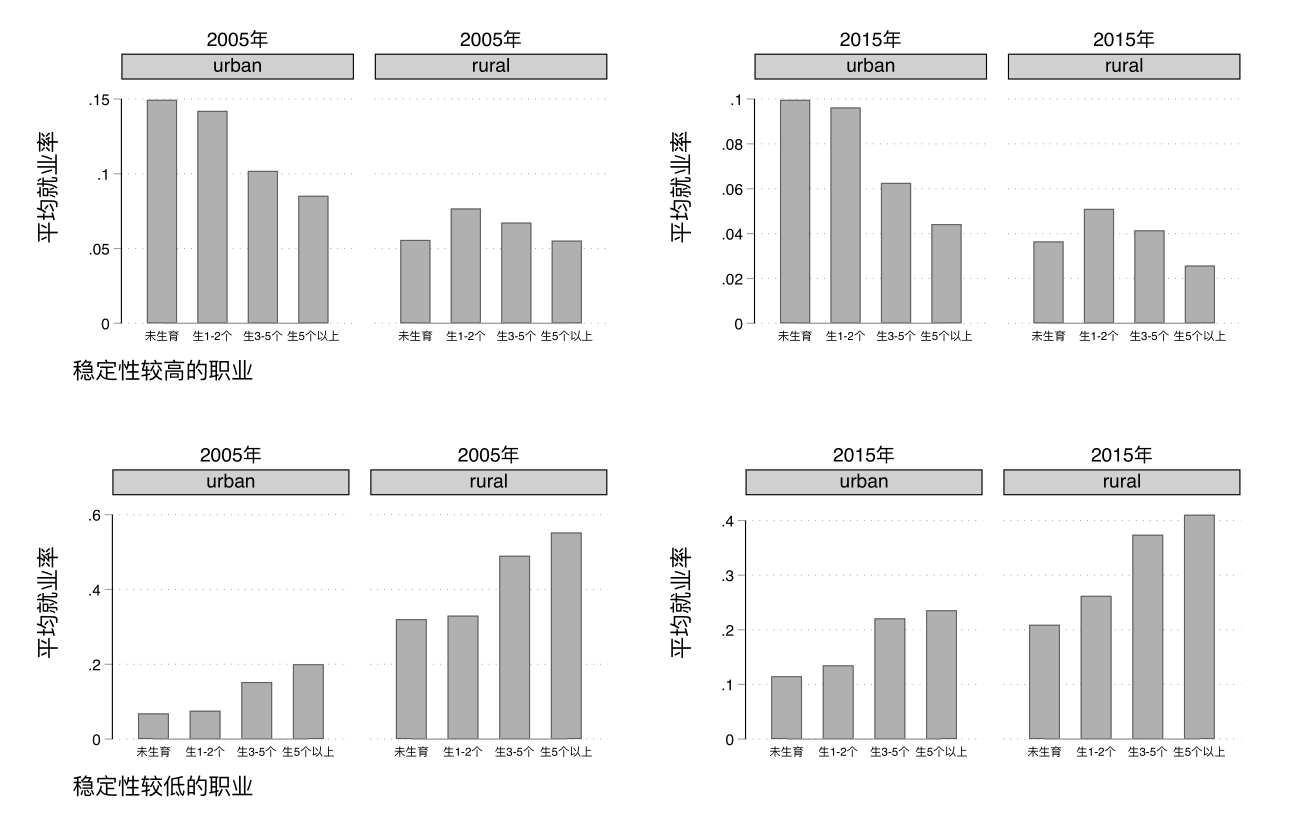 2005年 2005年
urban rural
平均就业率
.15
.1
.05
0
未生育 生1-2个 生3-5个 生5个以上 未生育 生1-2个 生3-5个 生5个以上
2015年 2015年
urban rural
平均就业率
.1
.08
.06
.04
.02
0
未生育 生1-2个 生3-5个 生5个以上 未生育 生1-2个 生3-5个 生5个以上
稳定性较高的职业
2005年 2005年
urban rural
平均就业率
.6
.4
.2
0
未生育 生1-2个 生3-5个 生5个以上 未生育 生1-2个 生3-5个 生5个以上
2015年 2015年
urban rural
平均就业率
.4
.3
.2
.1
0
未生育 生1-2个 生3-5个 生5个以上 未生育 生1-2个 生3-5个 生5个以上
稳定性较低的职业